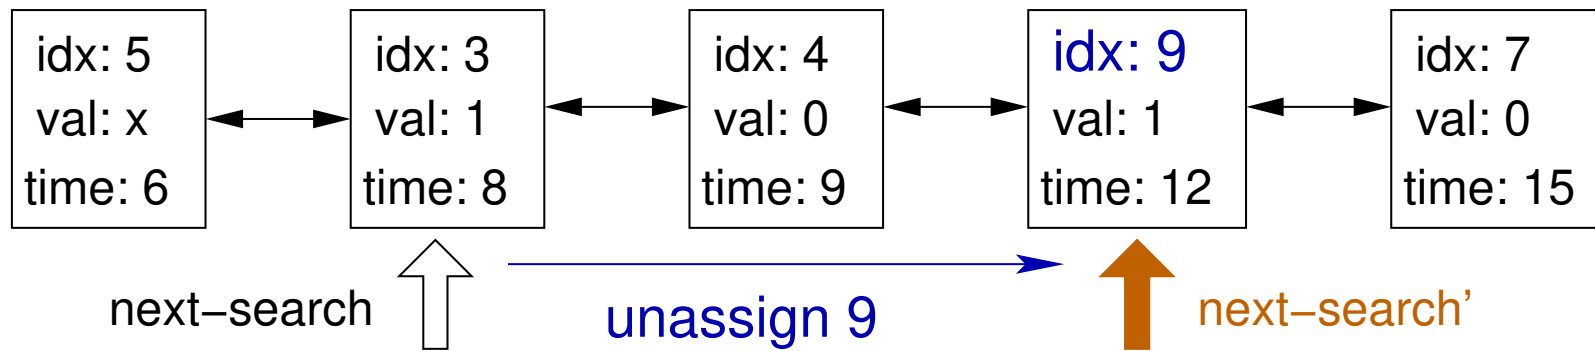 idx: 5
val: x
time: 6
idx: 3
val: 1
time: 8
idx: 4
val: 0
time: 9
idx: 9
val: 1
time: 12
idx: 7
val: 0
time: 15
next−search
unassign 9
next−search’